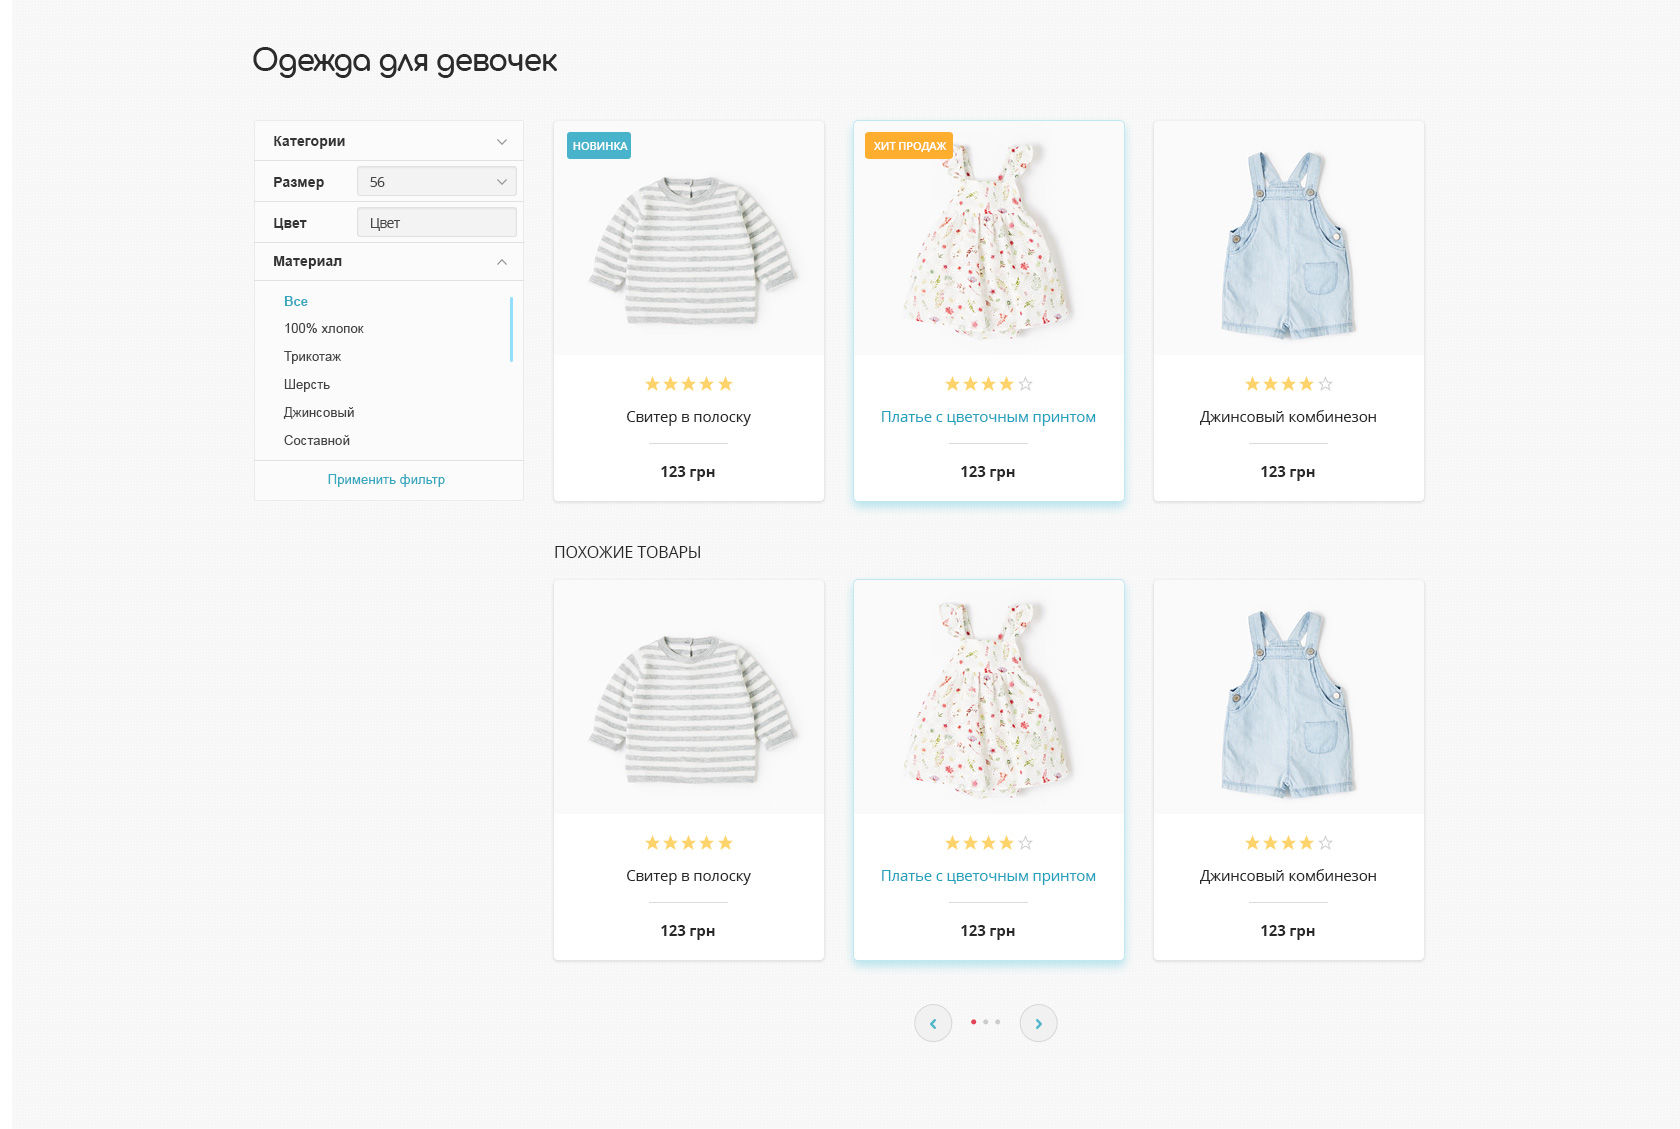 Одежда для девочек
Категории
Размер 56
Цвет Цвет
Материал
Все
100% хлопок
Трикотаж
Шерсть
Джинсовый
Составной
Применить фильтр
НОВИНКА
Свитер в полоску
123 грн
ХИТ ПРОДАЖ
Платье с цветочным принтом
123 грн
Джинсовый комбинезон
123 грн
ПОХОЖИЕ ТОВАРЫ
Свитер в полоску
123 грн
Платье с цветочным принтом
123 грн
Джинсовый комбинезон
123 грн